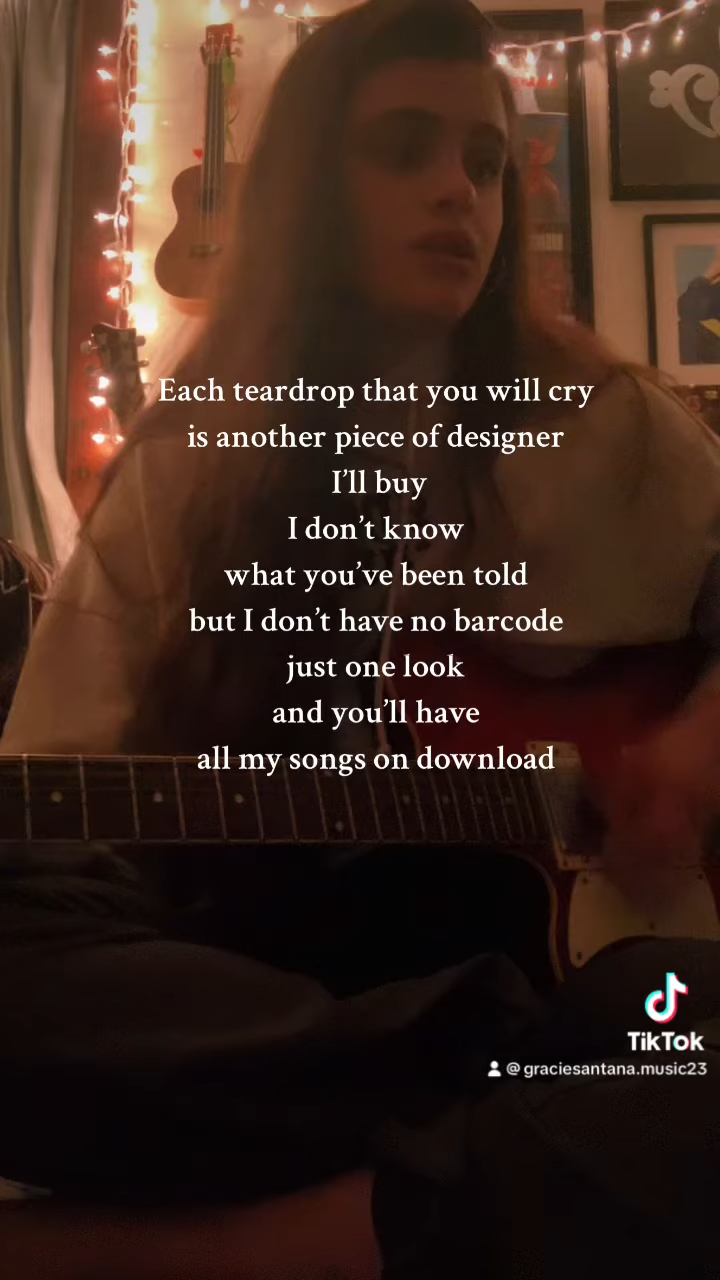 Each teardrop that you will cry
is another piece of designer
I’ll buy
I don’t know
what you’ve been told
but I don’t have no barcode
just one look
and you’ll have
all my songs on download
TikTok
@graciesantana.music23